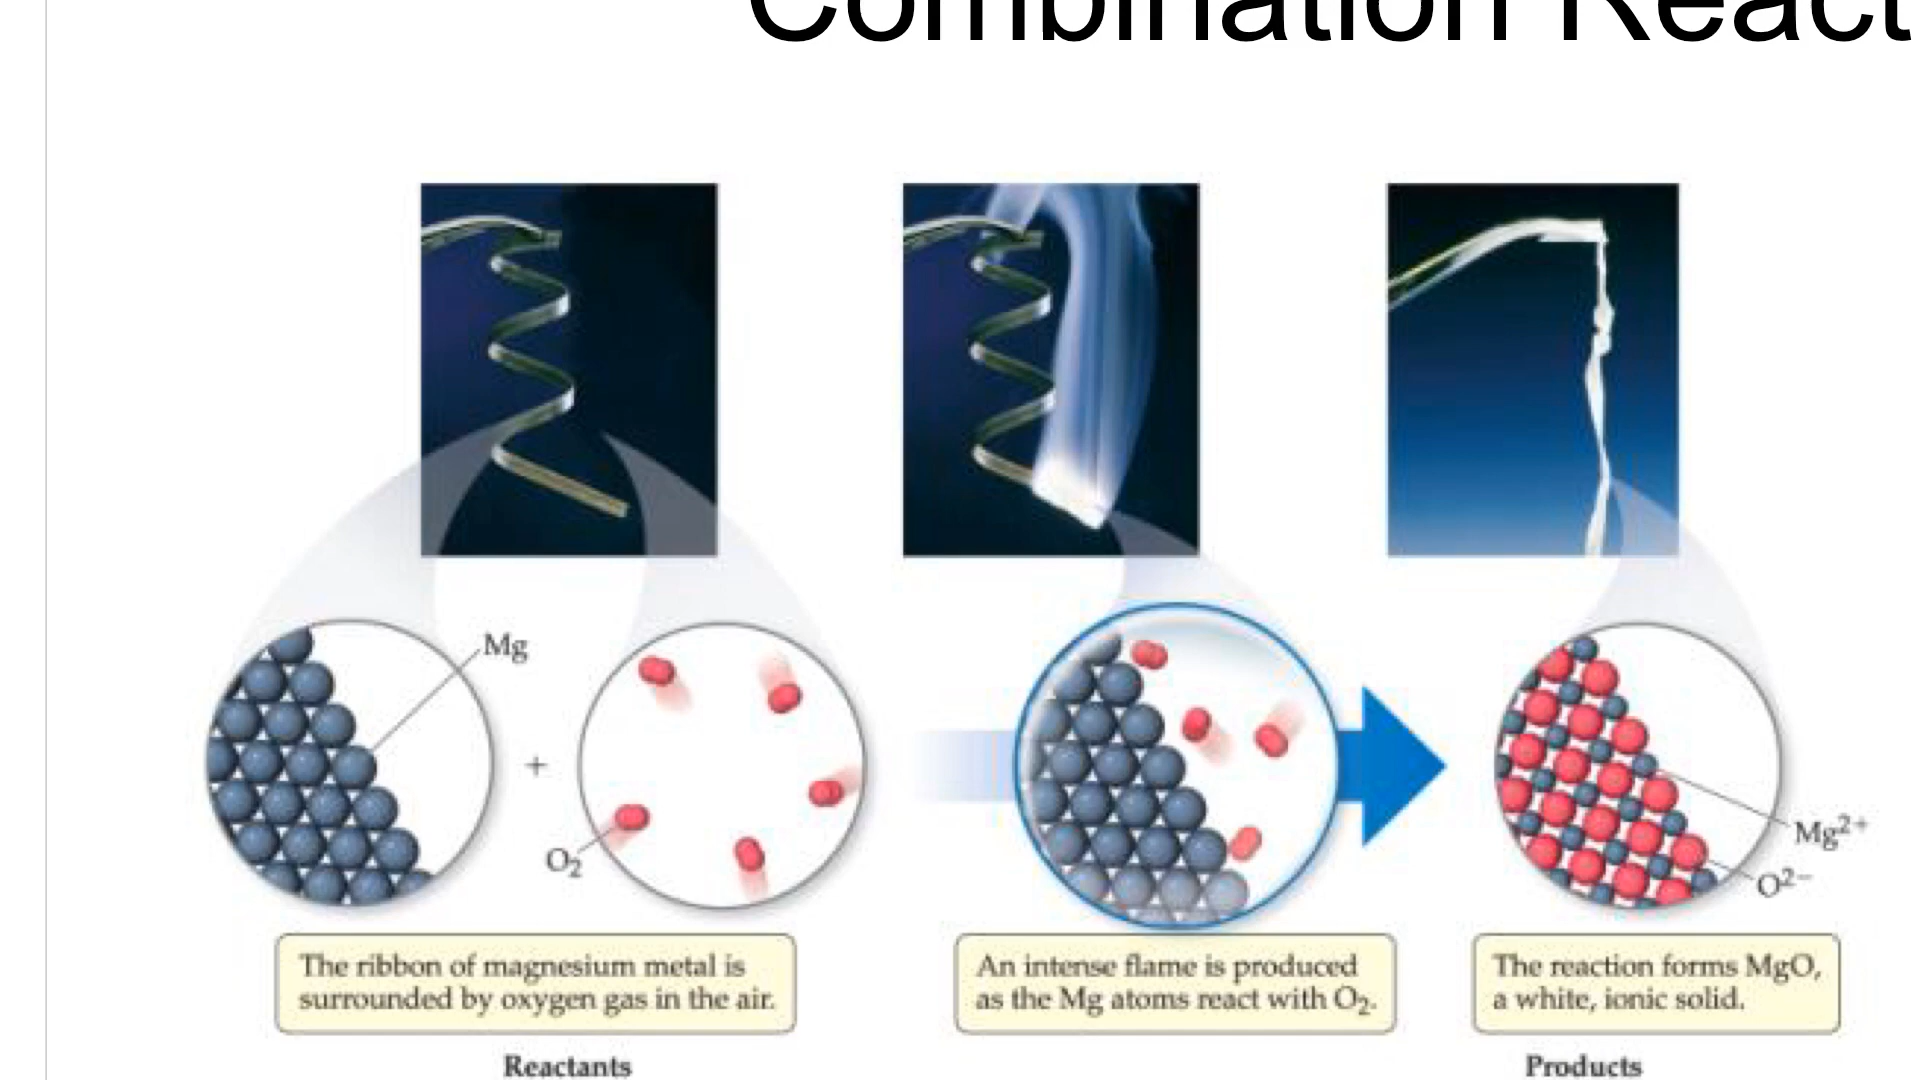 Combination React
Mg
+
O₂
Mg²⁺
O²⁻
The ribbon of magnesium metal is
surrounded by oxygen gas in the air.
An intense flame is produced
as the Mg atoms react with O₂.
The reaction forms MgO,
a white, ionic solid.
Reactants
Products